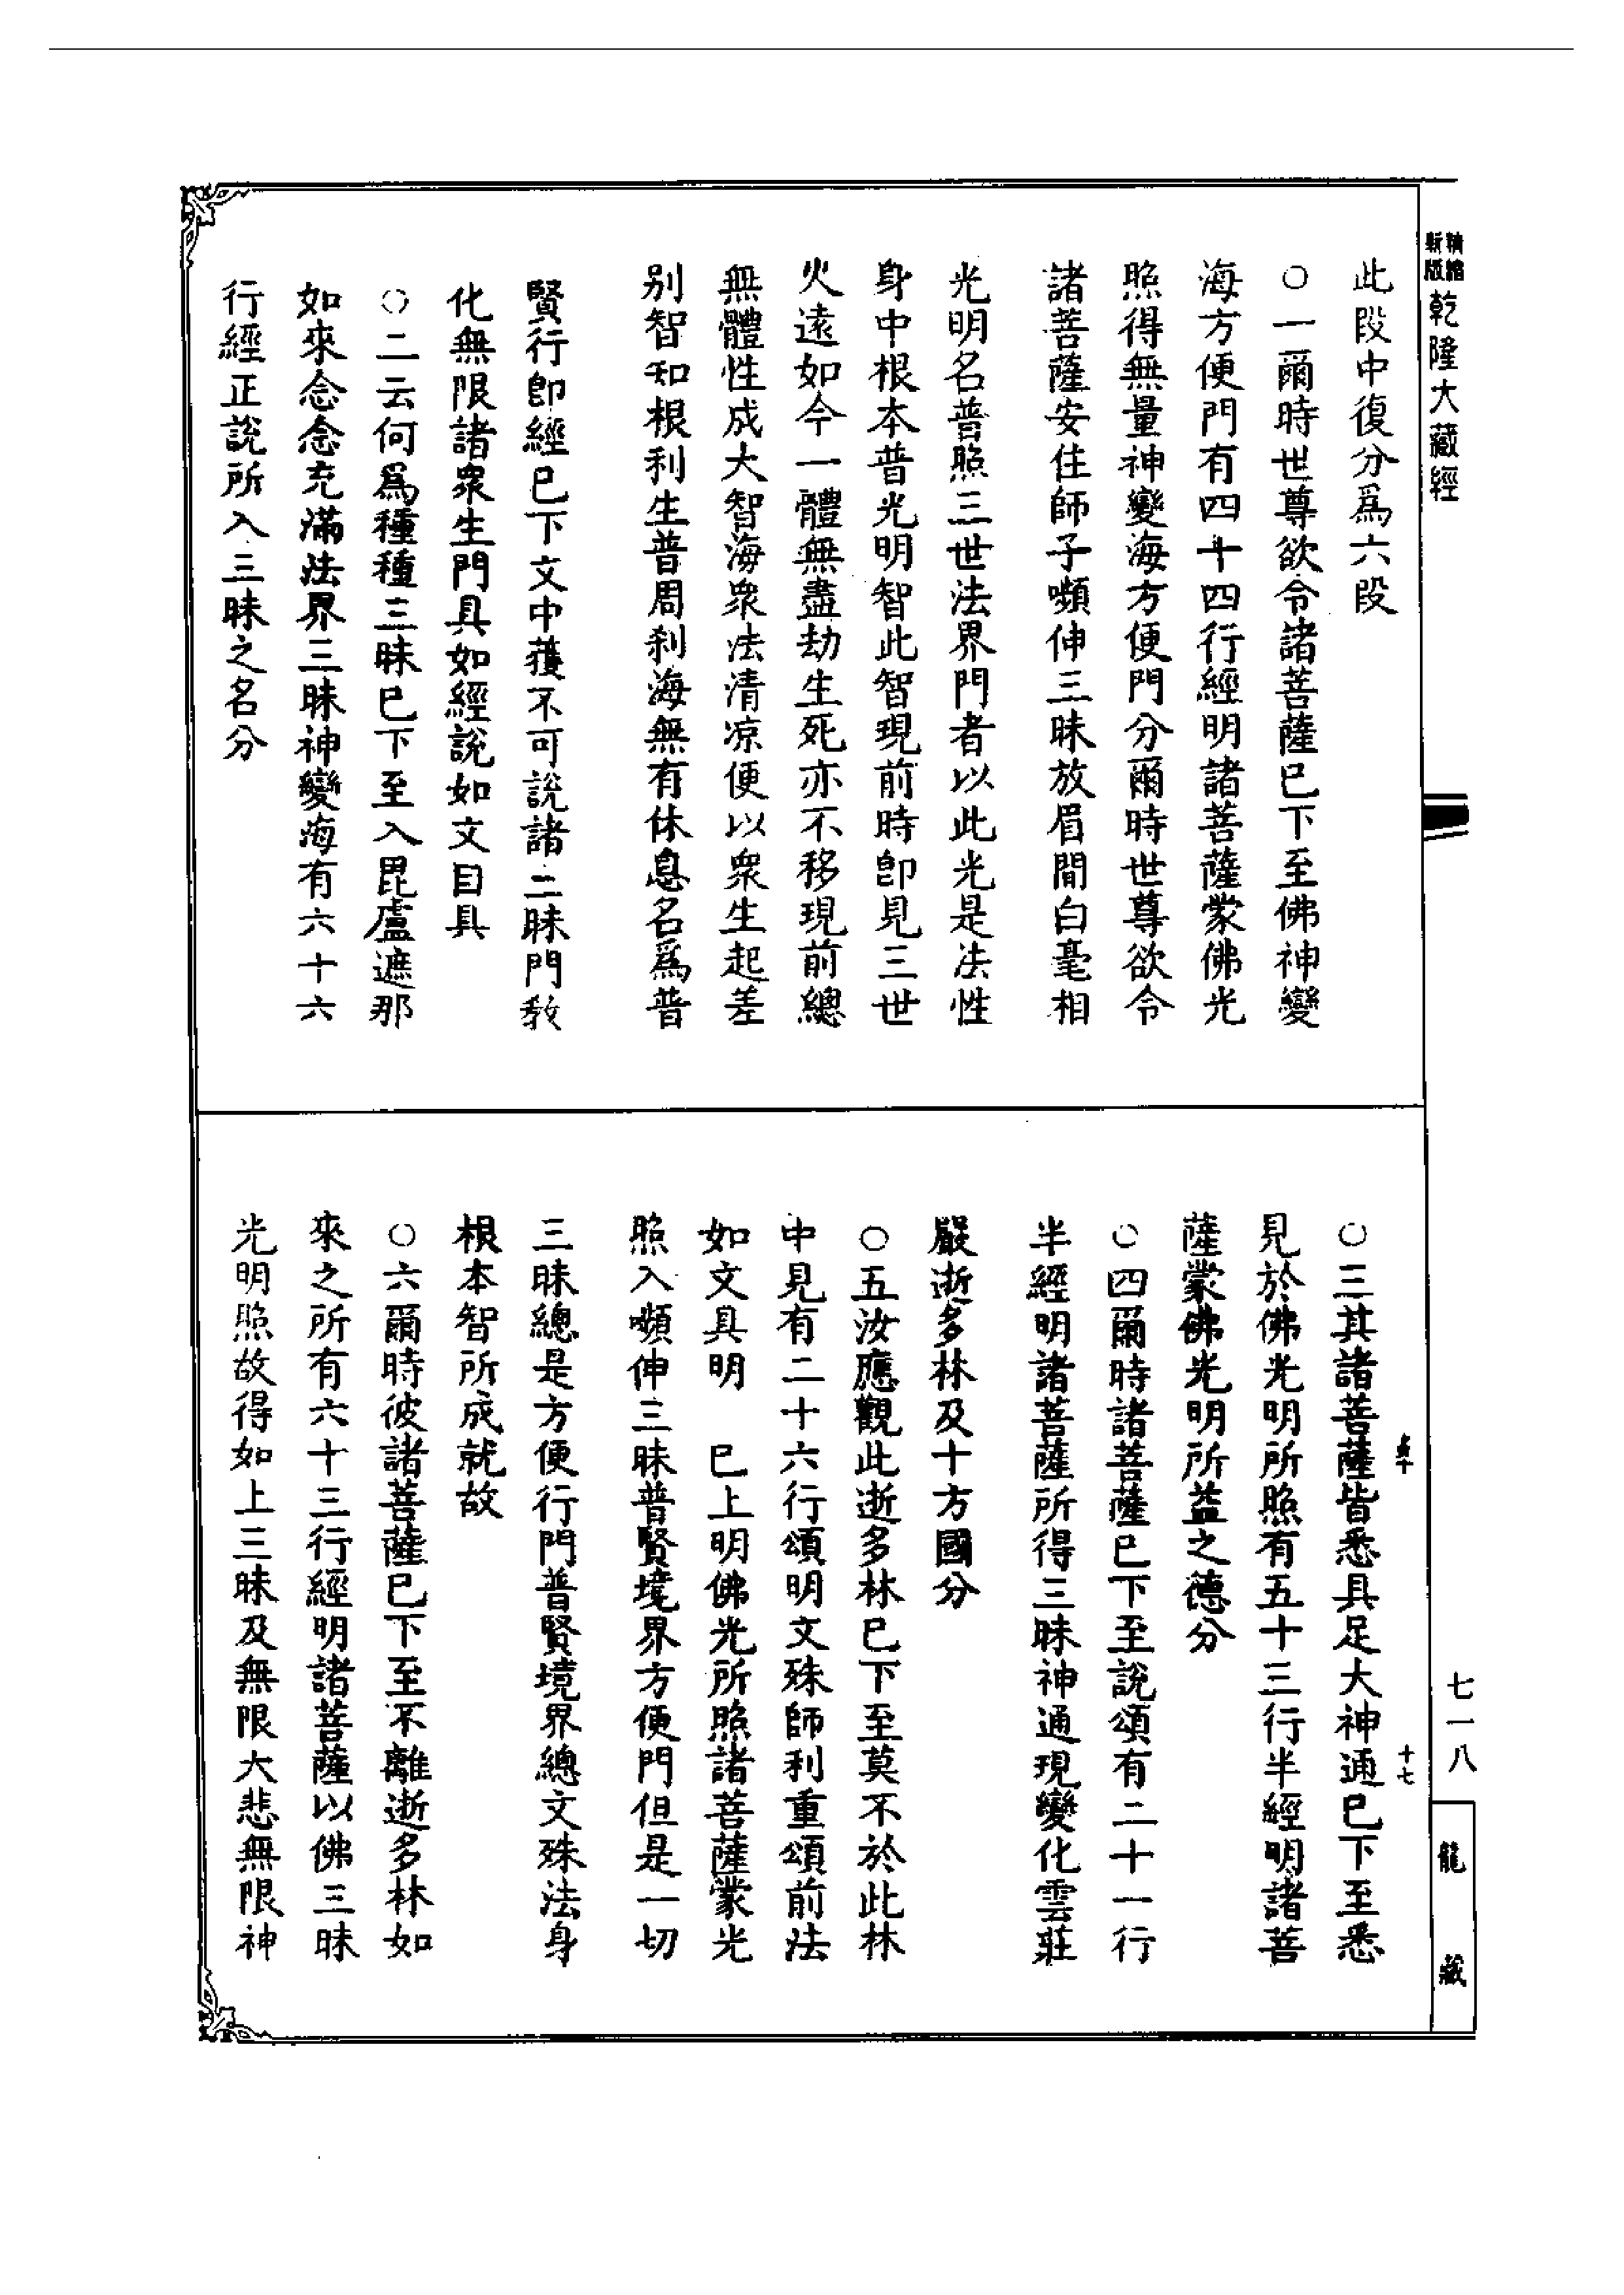 精縮新版乾隆大藏經
此段中復分爲六段
○一爾時世尊欲令諸菩薩已下至佛神變
海方便門有四十四行經明諸菩薩蒙佛光
照得無量神變海方便門分爾時世尊欲令
諸菩薩安住師子嚬伸三昧放眉間白毫相
光明名普照三世法界門者以此光是法性
身中根本普光明智此智現前時卽見三世
久遠如今一體無盡劫生死亦不移現前總
無體性成大智海衆法清凉便以衆生起差
别智知根利生普周刹海無有休息名爲普
賢行卽經已下文中獲不可說諸三昧門教
化無限諸衆生門具如經說如文自具
○二云何爲種種三昧已下至入毘盧遮那
如來念念充滿法界三昧神變海有六十六
行經正說所入三昧之名分
○三其諸菩薩皆悉具足大神通已下至悉
見於佛光明所照有五十三行半經明諸菩
薩蒙佛光明所益之德分
○四爾時諸菩薩已下至說頌有二十一行
半經明諸菩薩所得三昧神通現變化雲莊
嚴逝多林及十方國分
○五汝應觀此逝多林已下至莫不於此林
中見有二十六行頌明文殊師利重頌前法
如文具明　已上明佛光所照諸菩薩蒙光
照入嚬伸三昧普賢境界方便門但是一切
三昧總是方便行門普賢境界總文殊法身
根本智所成就故
○六爾時彼諸菩薩已下至不離逝多林如
來之所有六十三行經明諸菩薩以佛三昧
光明照故得如上三昧及無限大悲無限神
十七
七一八
龍藏